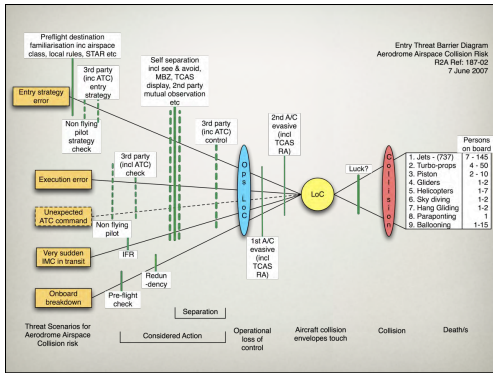 Preflight destination
familiarisation inc airspace
class, local rules, STAR etc
Entry Threat Barrier Diagram
Aerodrome Airspace Collision Risk
R2A Ref: 187-02
7 June 2007
Self separation
incl see & avoid,
MBZ, TCAS
display, 2nd party
mutual observation
etc
3rd party
(inc ATC)
entry
strategy
Entry strategy
error
Non flying
pilot
strategy
check
3rd party
(inc ATC)
control
2nd A/C
evasive
(incl
TCAS
RA)
3rd party
(incl ATC)
check
Execution error
Unexpected
ATC command
Non flying
pilot
IFR
Very sudden
IMC in transit
Redun
-dency
Onboard
breakdown
Pre-flight
check
Ops LoC
1st A/C
evasive
(incl
TCAS
RA)
LoC
Luck?
Collision
Persons
on board
1. Jets - (737) 7 - 145
2. Turbo-props 4 - 50
3. Piston 2 - 10
4. Gliders 1-2
5. Helicopters 1-7
6. Sky diving 1-2
7. Hang Gliding 1-2
8. Paraponting 1
9. Ballooning 1-15
Separation
Threat Scenarios for
Aerodrome Airspace
Collision risk
Considered Action
Operational
loss of
control
Aircraft collision
envelopes touch
Collision
Death/s